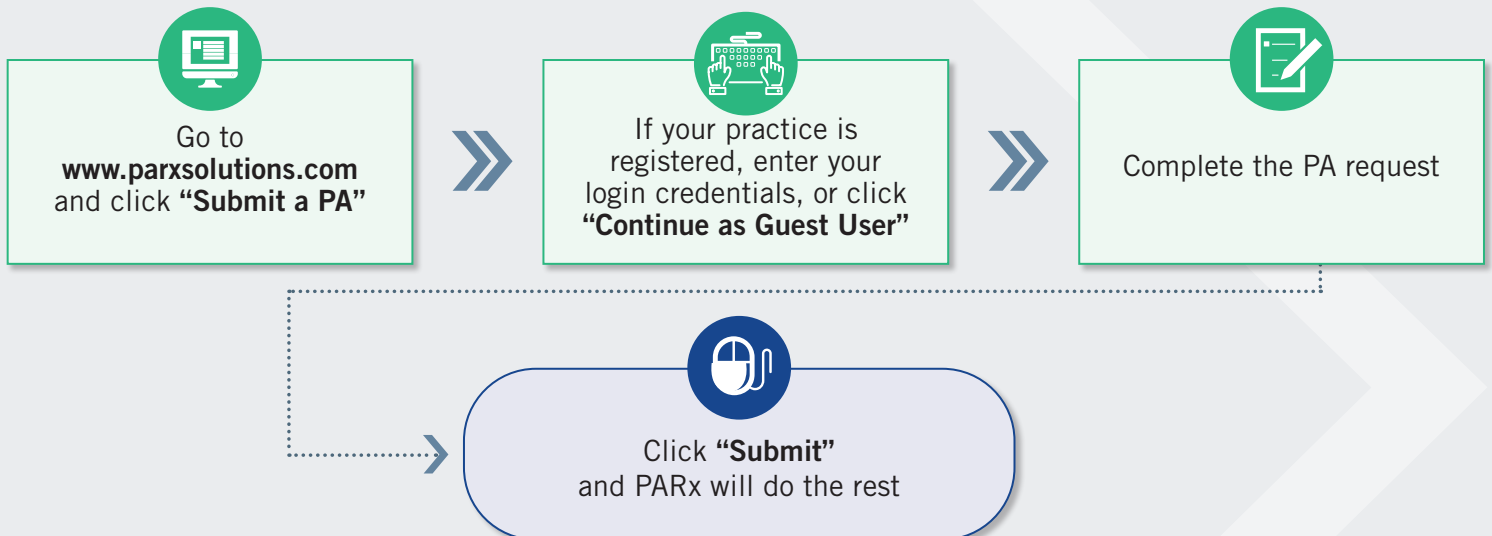 Go to
www.parxsolutions.com
and click “Submit a PA”
If your practice is
registered, enter your
login credentials, or click
“Continue as Guest User”
Complete the PA request
Click “Submit”
and PARx will do the rest